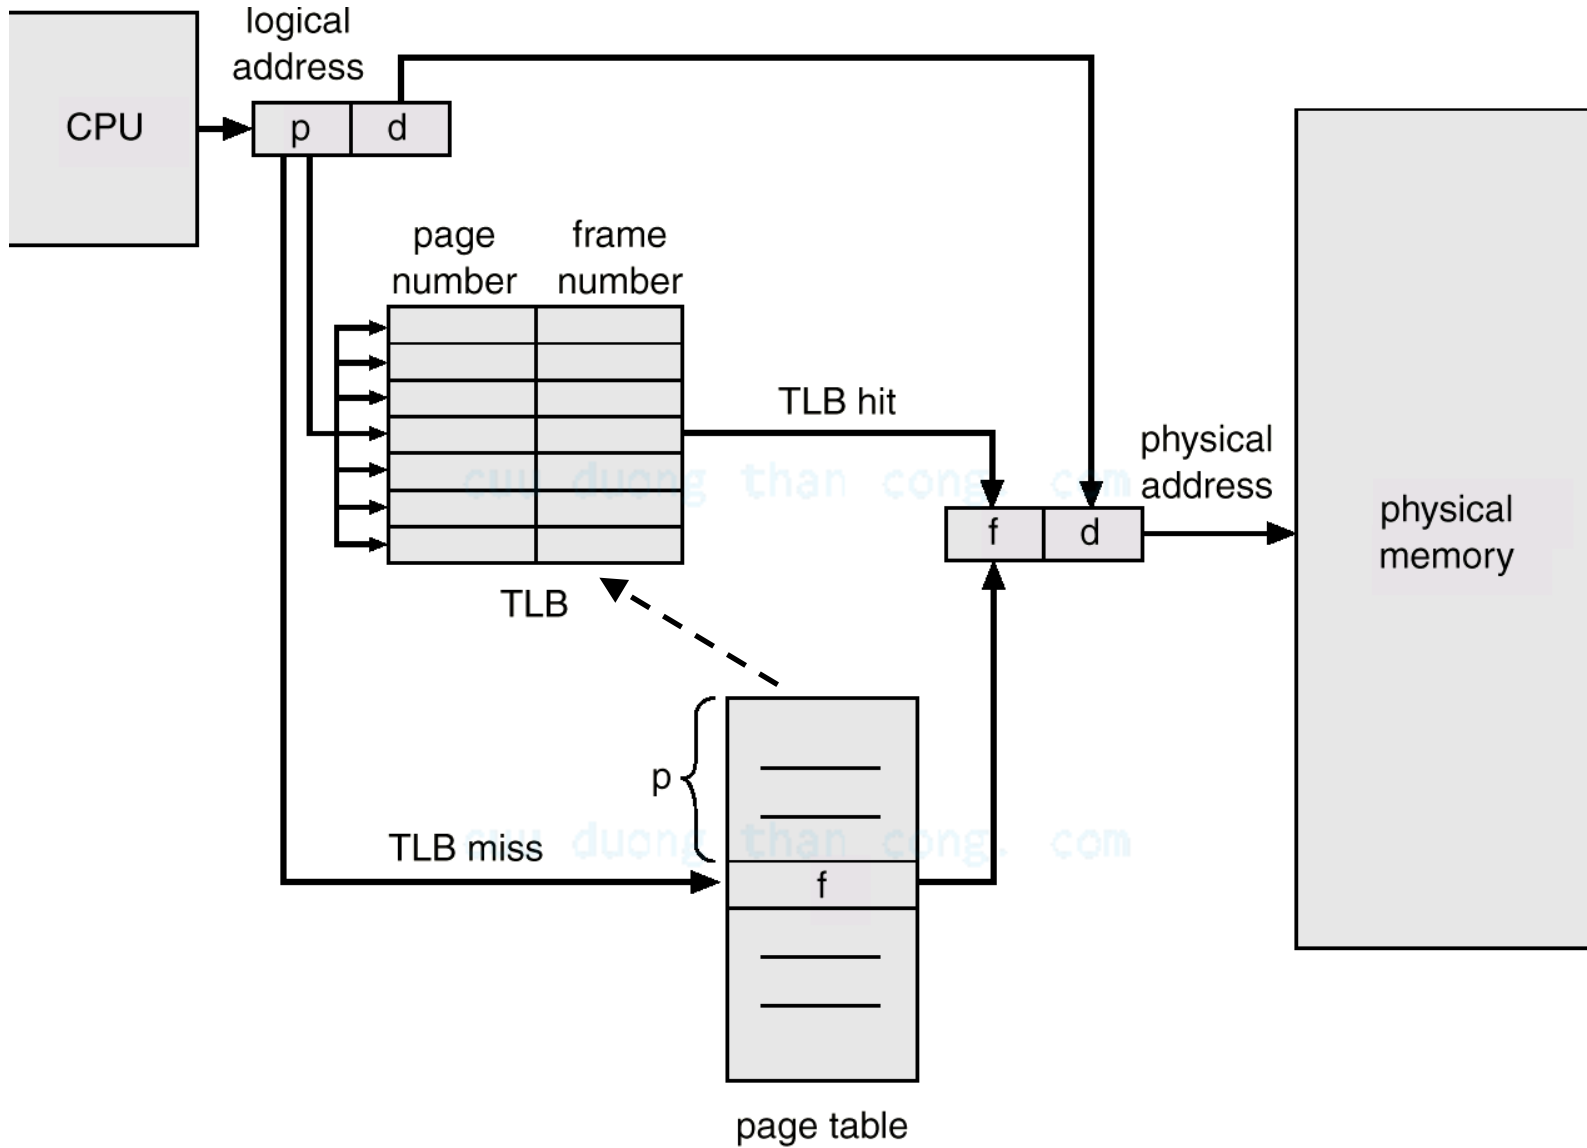 logical
address
CPU
p
d
page
number
frame
number
TLB hit
physical
address
cuu duong than cong. com
f
d
physical
memory
TLB
p
TLB miss
cuu duong than cong. com
f
page table